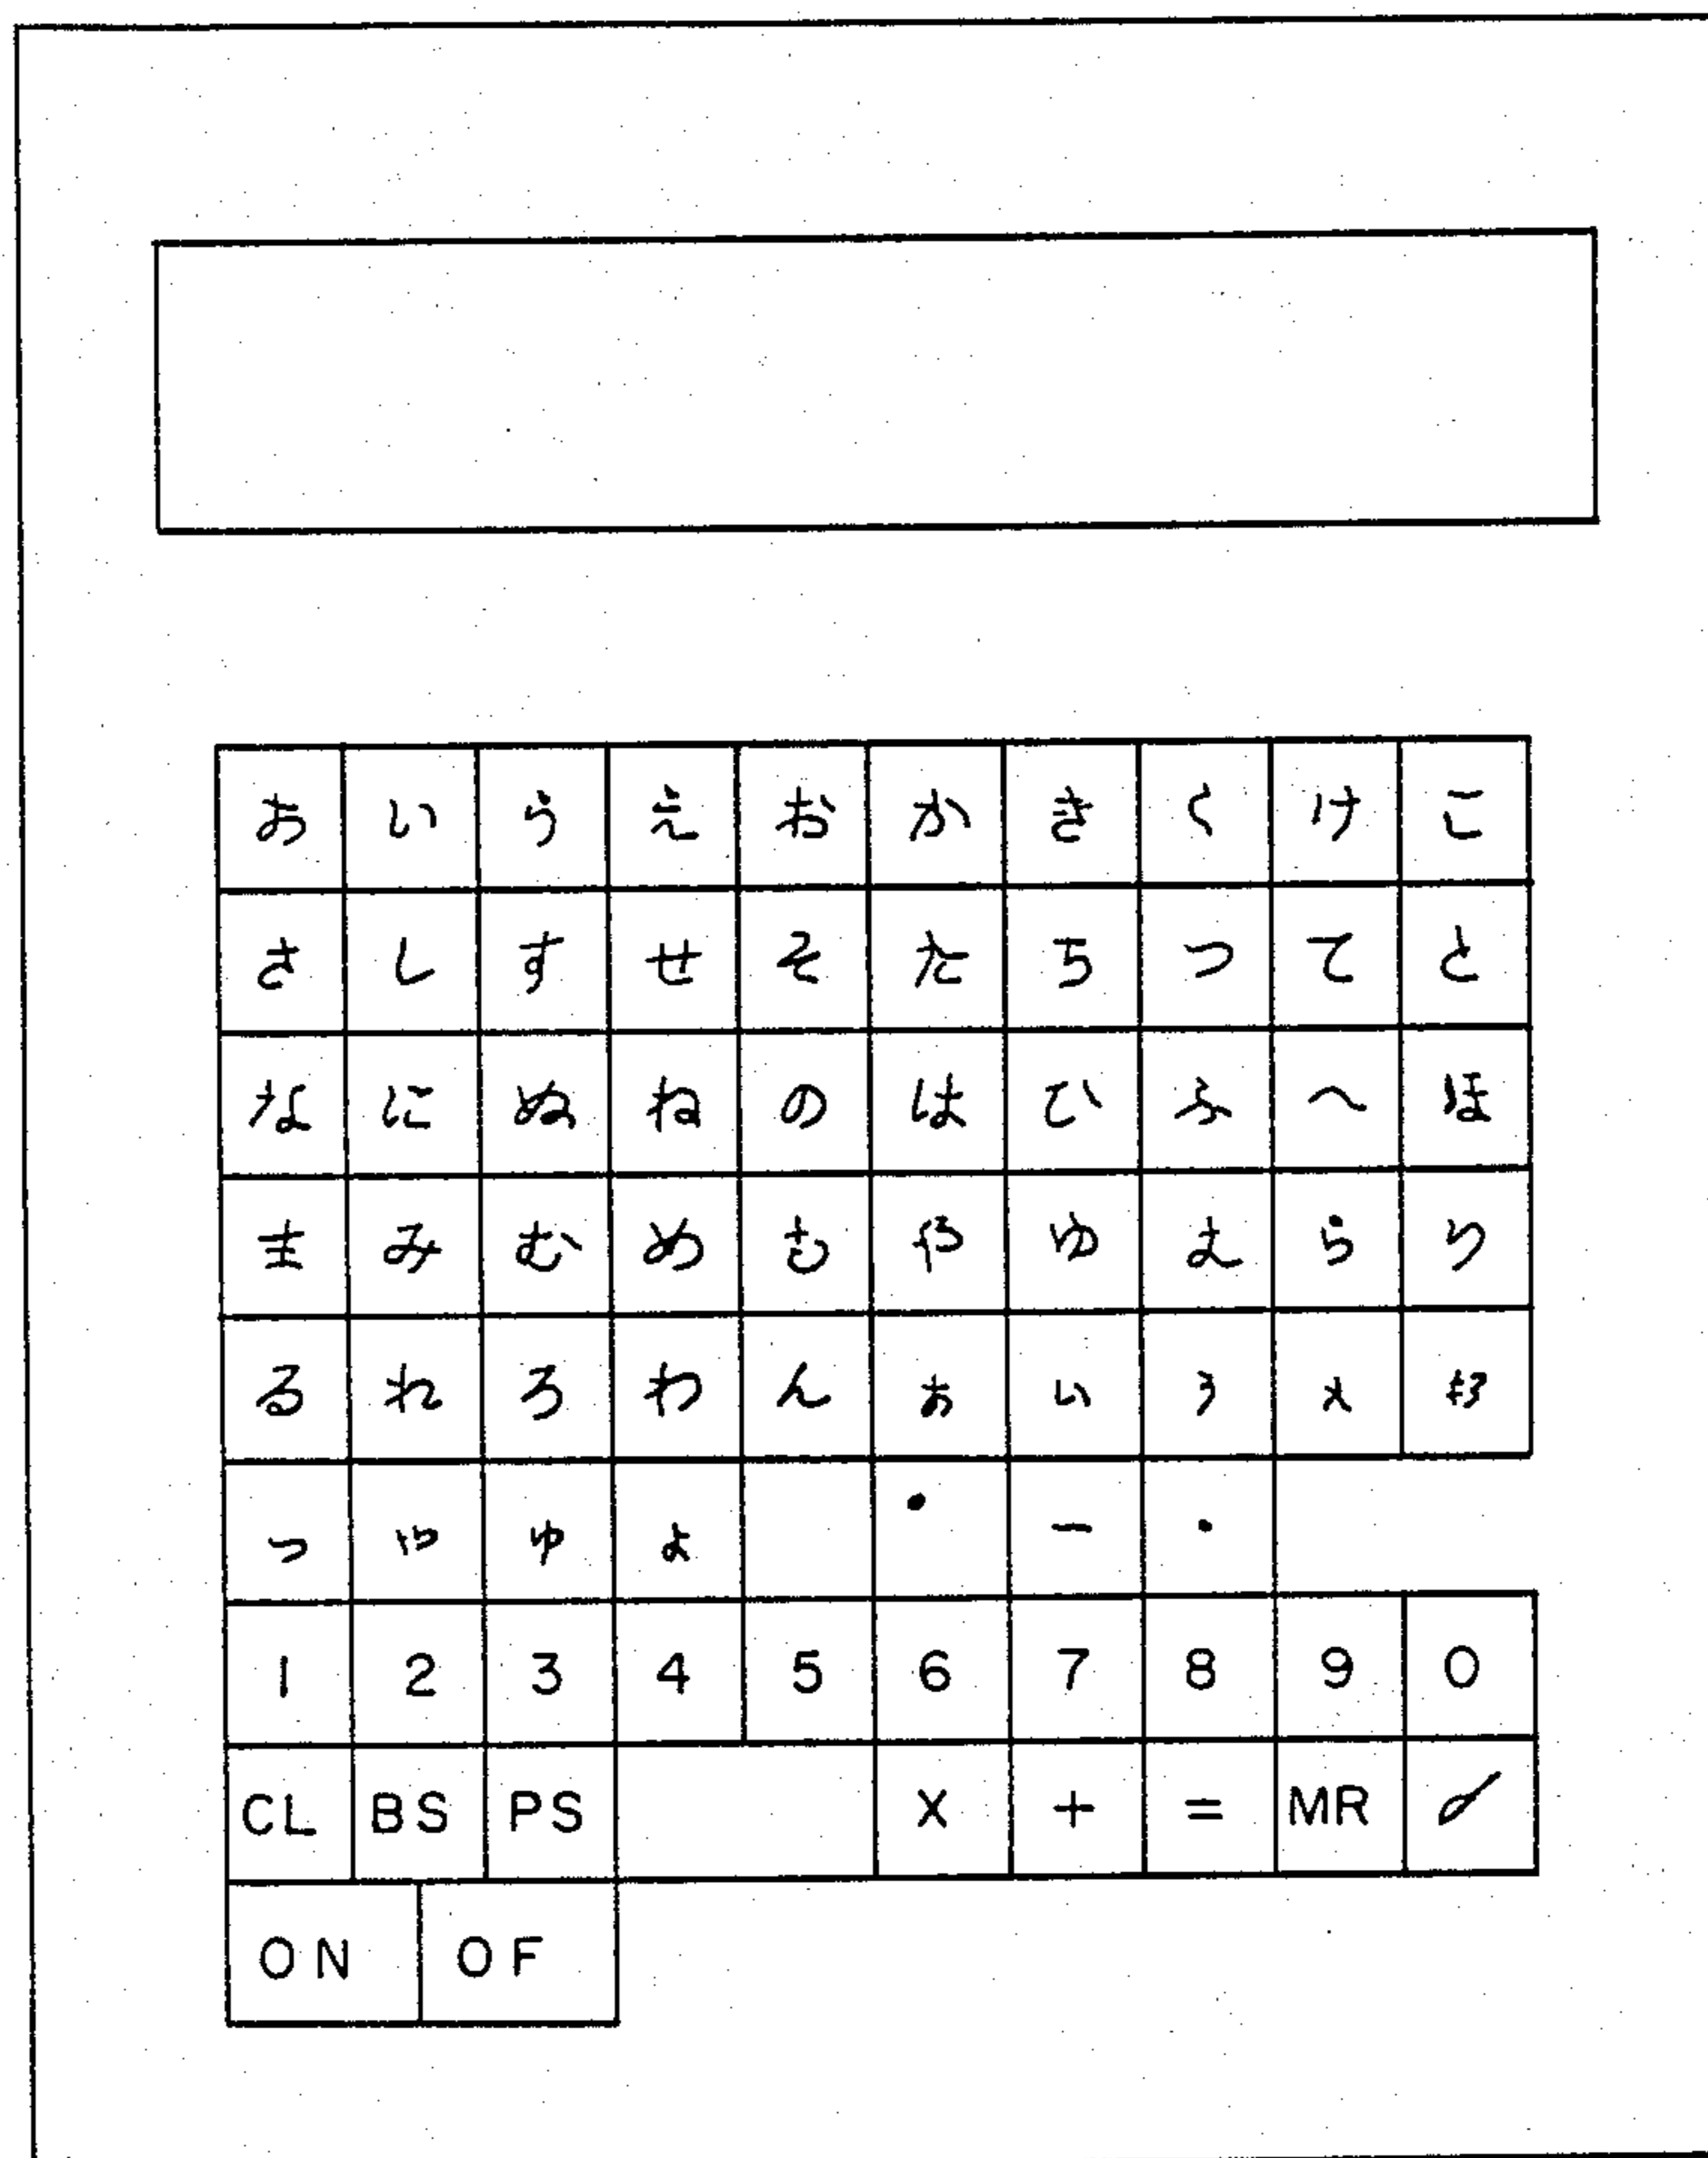 あ い う え お か き く け こ
さ し す せ そ た ち つ て と
な に ぬ ね の は ひ ふ へ ほ
ま み む め も や ゆ よ ら り
る れ ろ わ ん ぁ ぃ ぅ ぇ ぉ
っ ゃ ゅ ょ ー ・
1 2 3 4 5 6 7 8 9 0
CL BS PS X + = MR
ON OF